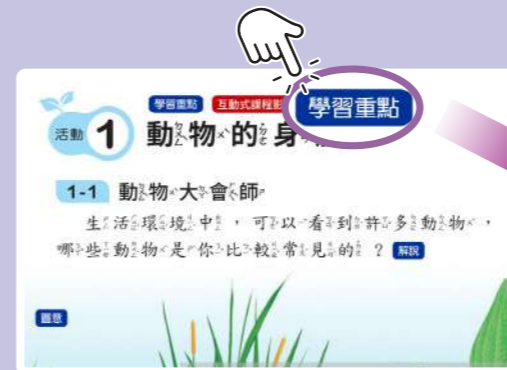 學習重點 互動式課程
學習重點
活動 1 動物的身
1-1 動物大會師
生活環境中，可以看到許多動物，
哪些動物是你比較常見的？ 解說
圖意